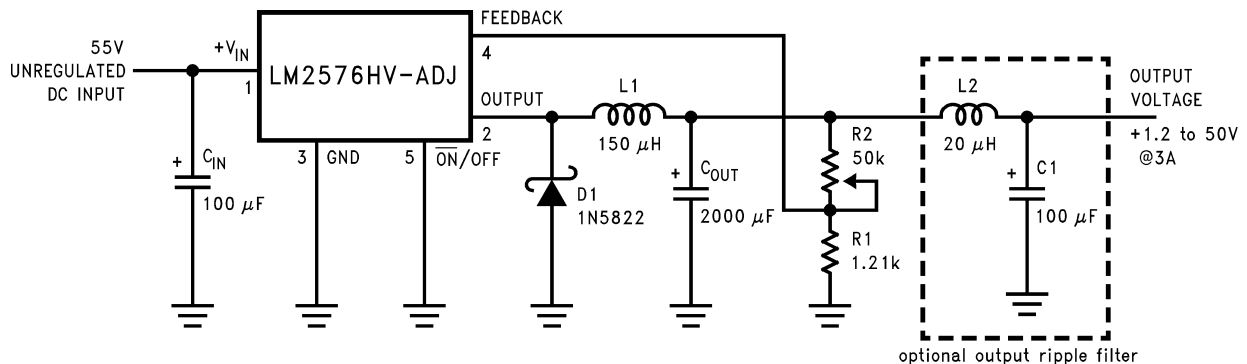 FEEDBACK
55V
UNREGULATED
DC INPUT
+VIN
1
LM2576HV-ADJ
4
OUTPUT
2
3
GND
5
ON/OFF
+
CIN
100 μF
L1
150 μH
D1
1N5822
+
COUT
2000 μF
R2
50k
R1
1.21k
L2
20 μH
+
C1
100 μF
OUTPUT
VOLTAGE
+1.2 to 50V
@3A
optional output ripple filter